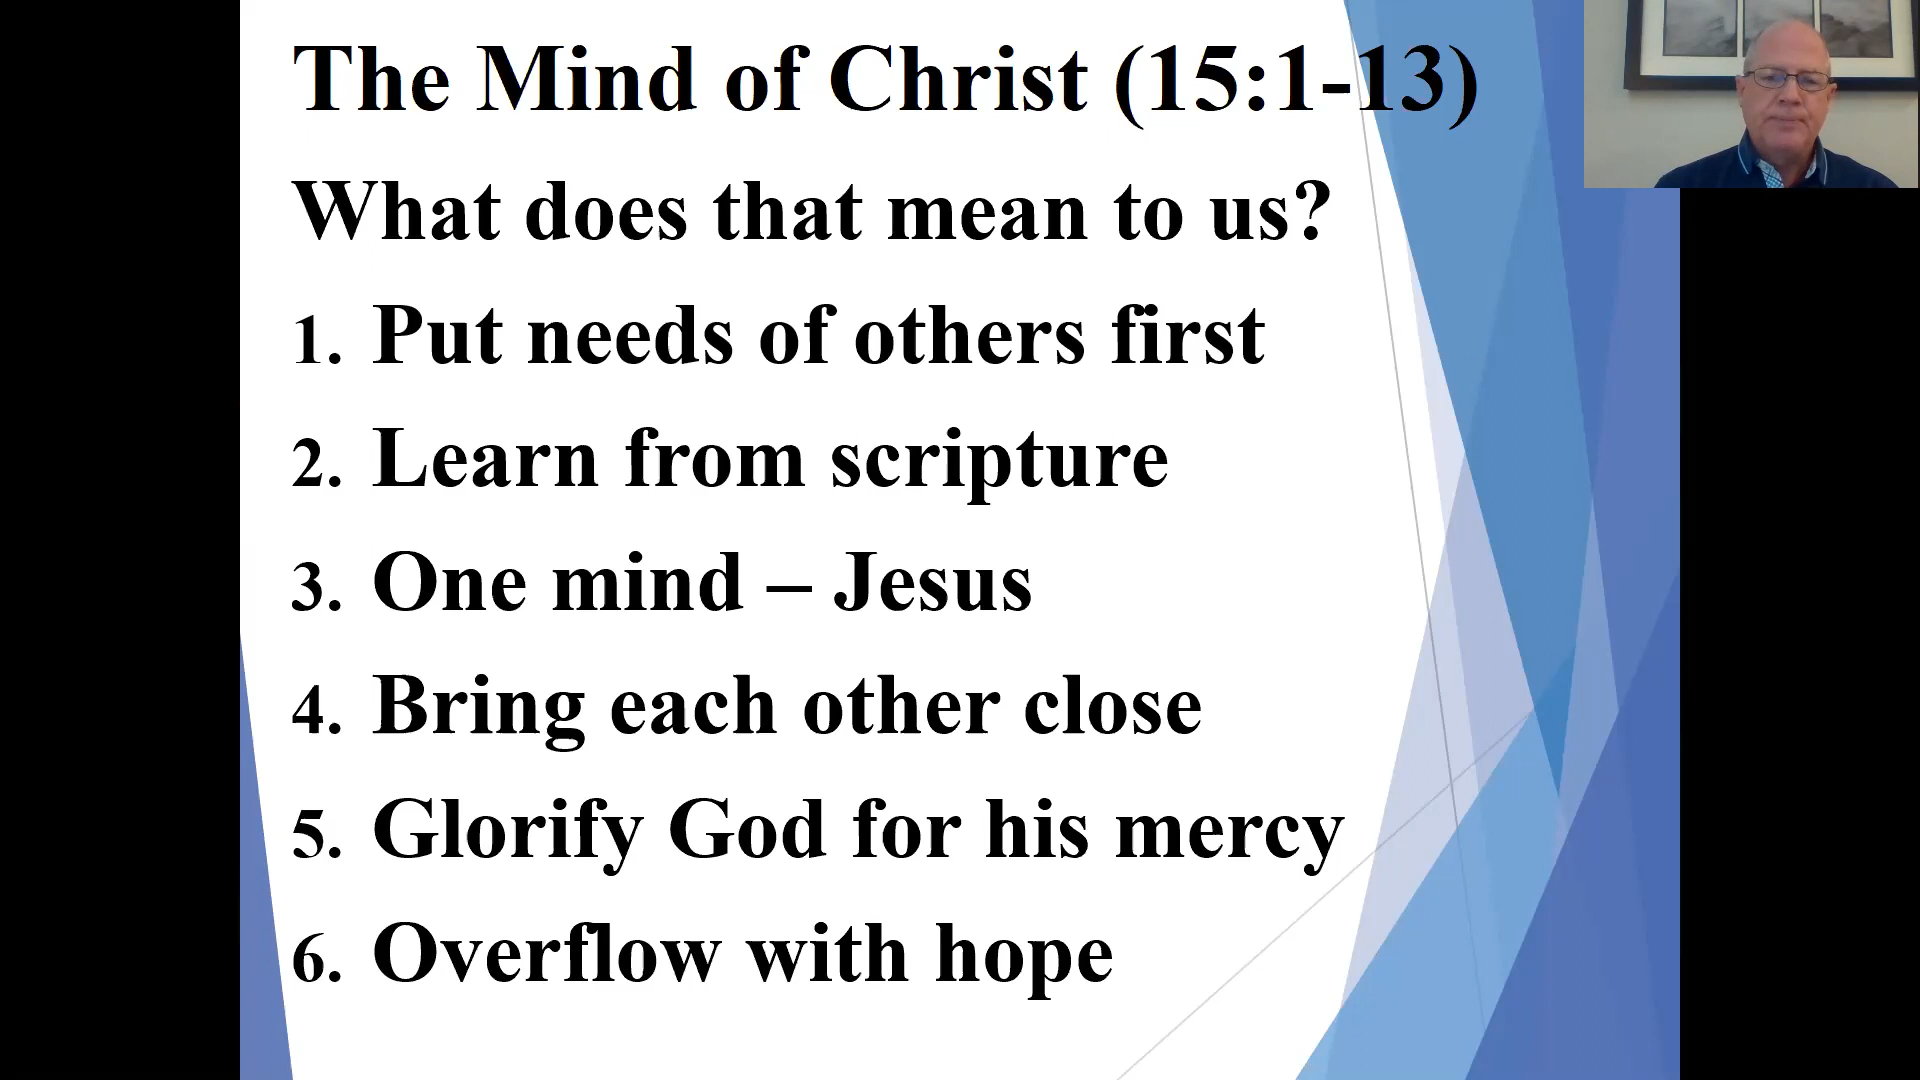 The Mind of Christ (15:1-13)
What does that mean to us?
1. Put needs of others first
2. Learn from scripture
3. One mind – Jesus
4. Bring each other close
5. Glorify God for his mercy
6. Overflow with hope